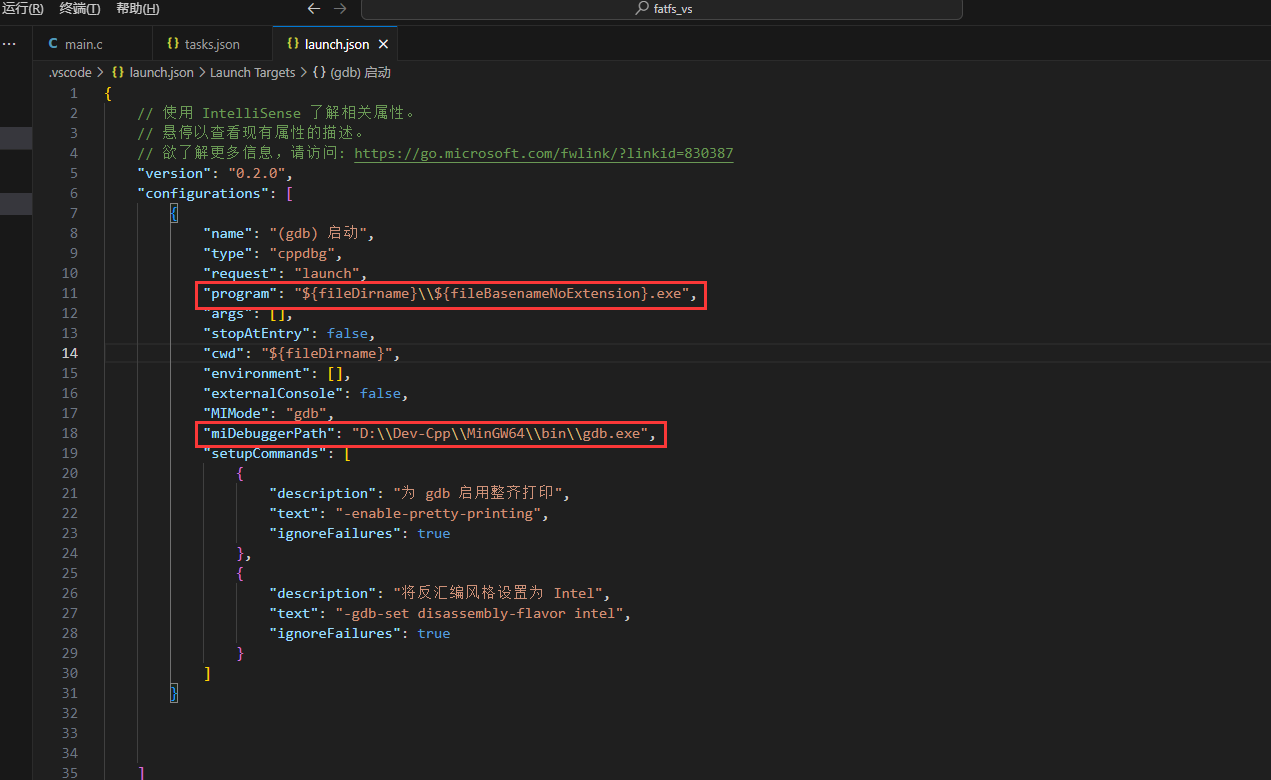 运行(R) 终端(T) 帮助(H) fatfs_vs
C main.c {} tasks.json {} launch.json
.vscode > {} launch.json > Launch Targets > {} (gdb) 启动
1 {
2 // 使用 IntelliSense 了解相关属性。
3 // 悬停以查看现有属性的描述。
4 // 欲了解更多信息，请访问: https://go.microsoft.com/fwlink/?linkid=830387
5 "version": "0.2.0",
6 "configurations": [
7 {
8 "name": "(gdb) 启动",
9 "type": "cppdbg",
10 "request": "launch",
11 "program": "${fileDirname}\\${fileBasenameNoExtension}.exe",
12 "args": [],
13 "stopAtEntry": false,
14 "cwd": "${fileDirname}",
15 "environment": [],
16 "externalConsole": false,
17 "MIMode": "gdb",
18 "miDebuggerPath": "D:\\Dev-Cpp\\MinGW64\\bin\\gdb.exe",
19 "setupCommands": [
20 {
21 "description": "为 gdb 启用整齐打印",
22 "text": "-enable-pretty-printing",
23 "ignoreFailures": true
24 },
25 {
26 "description": "将反汇编风格设置为 Intel",
27 "text": "-gdb-set disassembly-flavor intel",
28 "ignoreFailures": true
29 }
30 ]
31 }
32
33
34
35 ]